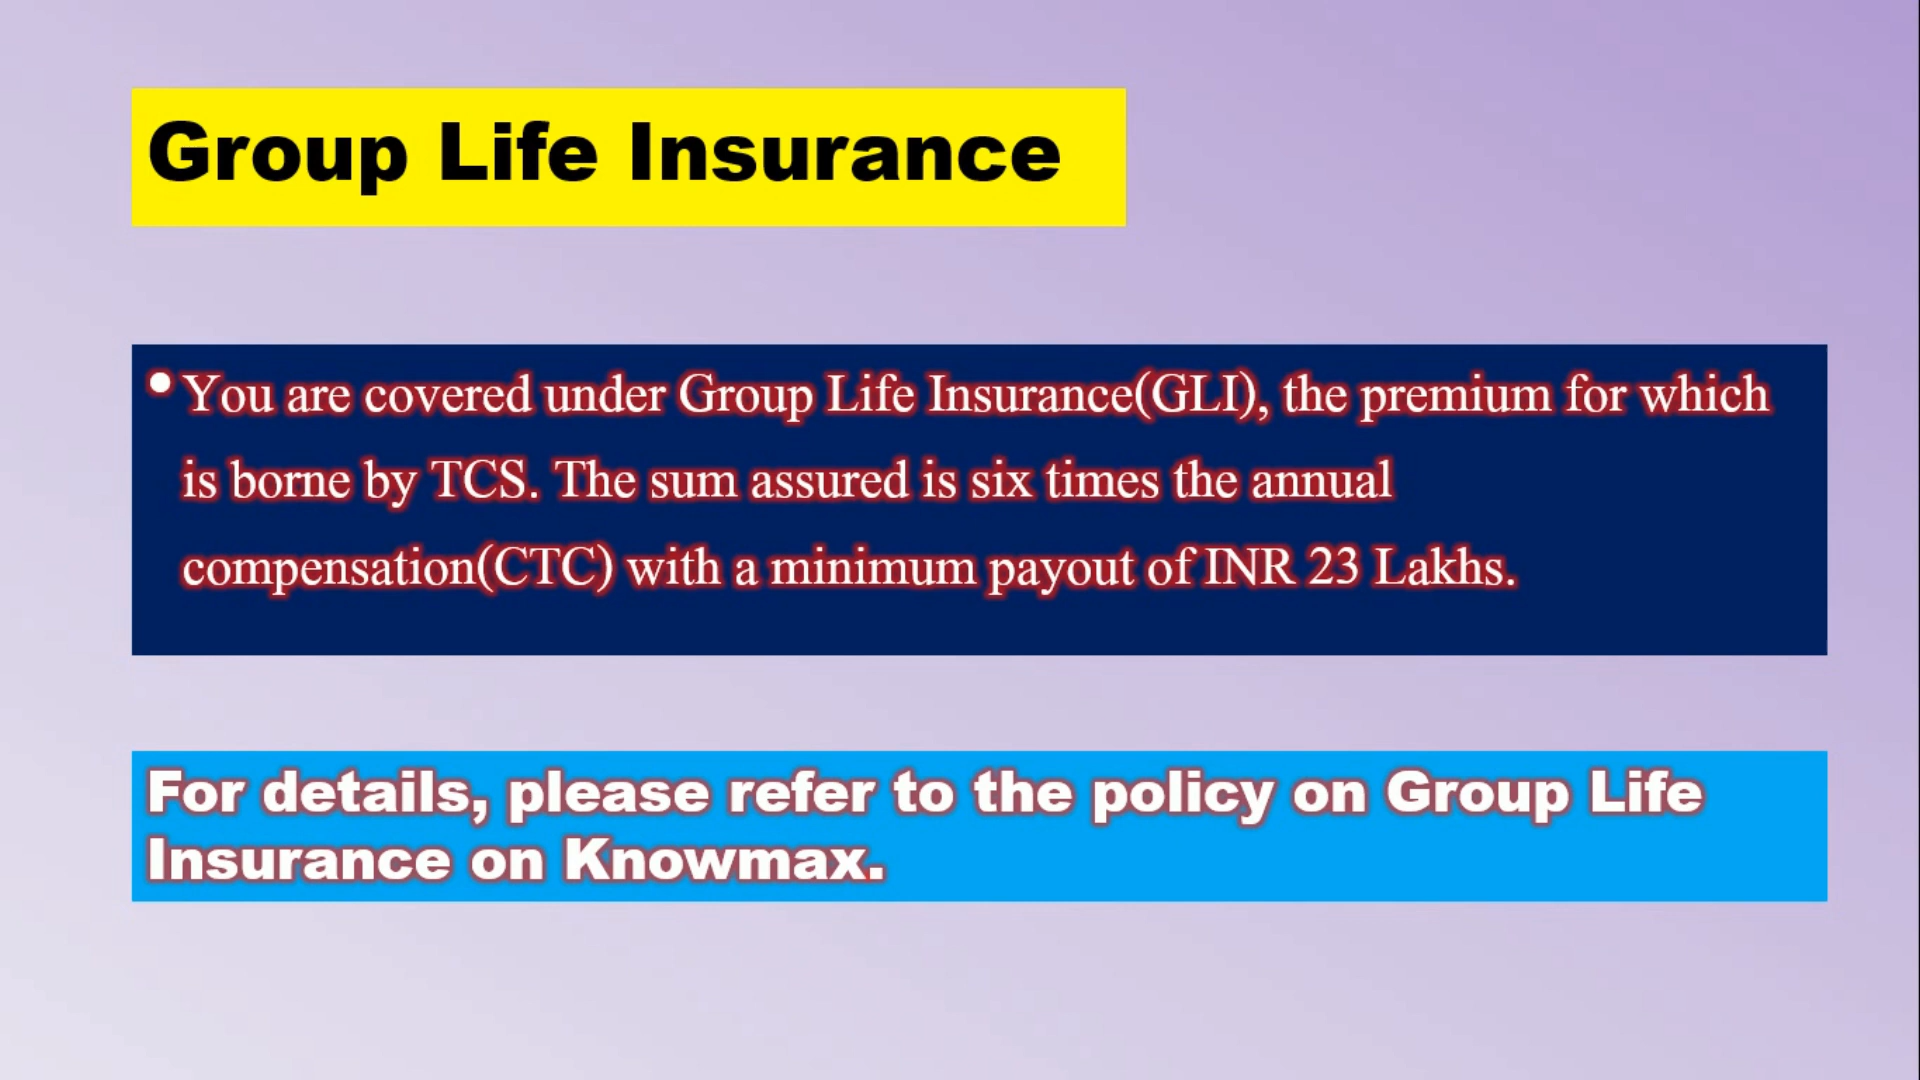 Group Life Insurance
• You are covered under Group Life Insurance(GLI), the premium for which
is borne by TCS. The sum assured is six times the annual
compensation(CTC) with a minimum payout of INR 23 Lakhs.
For details, please refer to the policy on Group Life
Insurance on Knowmax.